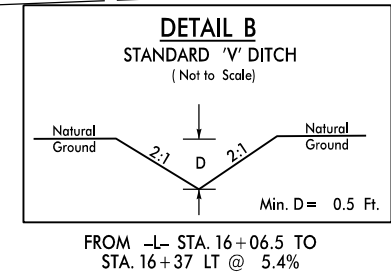 DETAIL B
STANDARD 'V' DITCH
( Not to Scale)
Natural
Ground
2:1
D
2:1
Natural
Ground
Min. D = 0.5 Ft.
FROM -L- STA. 16+06.5 TO
STA. 16+37 LT @ 5.4%